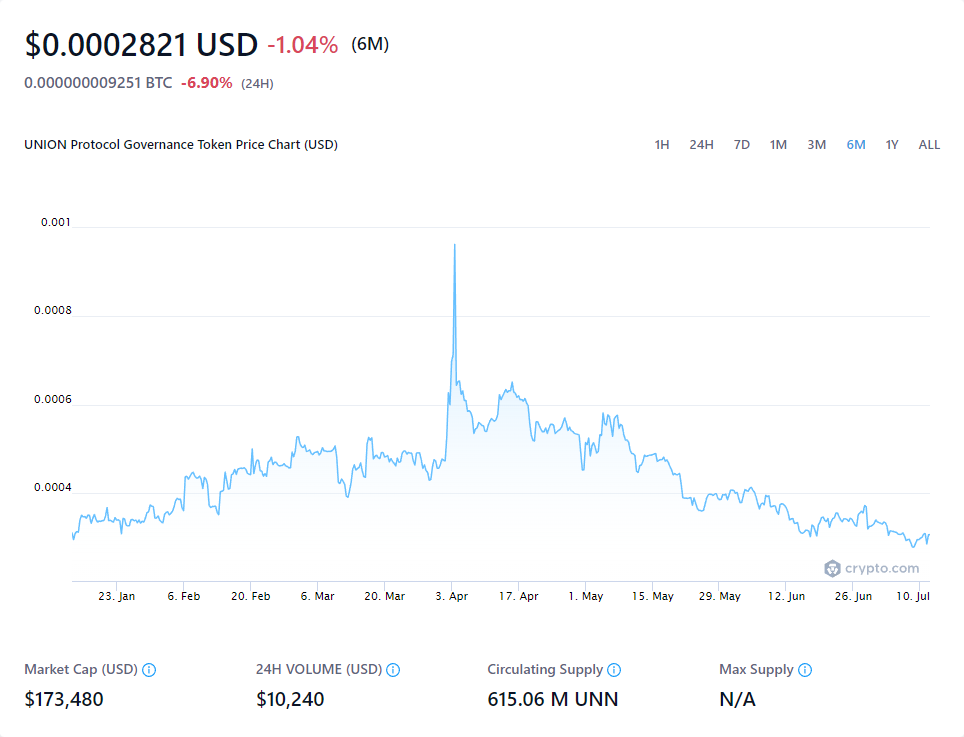 $0.0002821 USD -1.04% (6M)
0.000000009251 BTC -6.90% (24H)
UNION Protocol Governance Token Price Chart (USD) 1H 24H 7D 1M 3M 6M 1Y ALL
0.001
0.0008
0.0006
0.0004
crypto.com
23. Jan 6. Feb 20. Feb 6. Mar 20. Mar 3. Apr 17. Apr 1. May 15. May 29. May 12. Jun 26. Jun 10. Jul
Market Cap (USD) 24H VOLUME (USD) Circulating Supply Max Supply
$173,480 $10,240 615.06 M UNN N/A